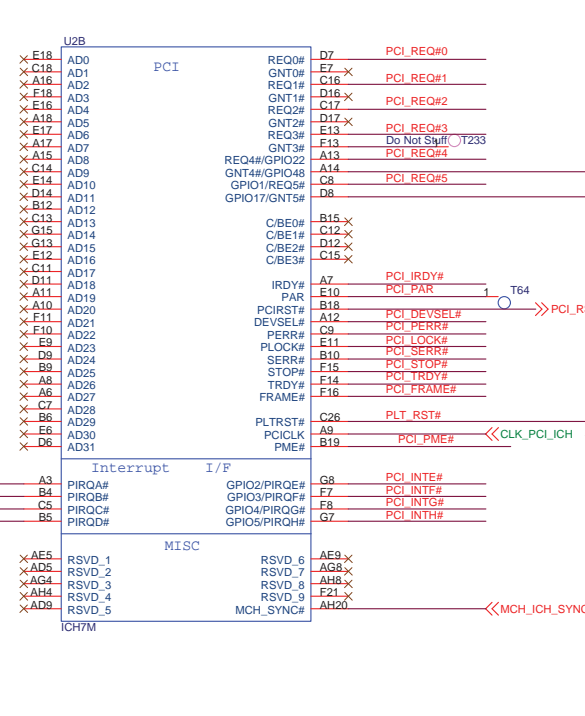 U2B
PCI
E18 AD0 REQ0# D7 PCI_REQ#0
C18 AD1 GNT0# E7
A16 AD2 REQ1# C16 PCI_REQ#1
F18 AD3 GNT1# D16
E16 AD4 REQ2# C17 PCI_REQ#2
A18 AD5 GNT2# D17
E17 AD6 REQ3# E13 PCI_REQ#3
A17 AD7 GNT3# F13 Do Not Stuff 1 T233
A15 AD8 REQ4#/GPIO22 A13 PCI_REQ#4
C14 AD9 GNT4#/GPIO48 A14
E14 AD10 GPIO1/REQ5# C8 PCI_REQ#5
D14 AD11 GPIO17/GNT5# D8
B12 AD12
C13 AD13 C/BE0# B15
G15 AD14 C/BE1# C12
G13 AD15 C/BE2# D12
E12 AD16 C/BE3# C15
C11 AD17
D11 AD18 IRDY# A7 PCI_IRDY#
A11 AD19 PAR E10 PCI_PAR 1 T64
A10 AD20 PCIRST# B18 PCI_R
F11 AD21 DEVSEL# A12 PCI_DEVSEL#
F10 AD22 PERR# C9 PCI_PERR#
E9 AD23 PLOCK# E11 PCI_LOCK#
D9 AD24 SERR# B10 PCI_SERR#
B9 AD25 STOP# F15 PCI_STOP#
A8 AD26 TRDY# F14 PCI_TRDY#
A6 AD27 FRAME# F16 PCI_FRAME#
C7 AD28
B6 AD29 PLTRST# C26 PLT_RST#
E6 AD30 PCICLK A9 CLK_PCI_ICH
D6 AD31 PME# B19 PCI_PME#
Interrupt I/F
A3 PIRQA# GPIO2/PIRQE# G8 PCI_INTE#
B4 PIRQB# GPIO3/PIRQF# F7 PCI_INTF#
C5 PIRQC# GPIO4/PIRQG# F8 PCI_INTG#
B5 PIRQD# GPIO5/PIRQH# G7 PCI_INTH#
MISC
AE5 RSVD_1 RSVD_6 AE9
AD5 RSVD_2 RSVD_7 AG8
AG4 RSVD_3 RSVD_8 AH8
AH4 RSVD_4 RSVD_9 F21
AD9 RSVD_5 MCH_SYNC# AH20 MCH_ICH_SYNC
ICH7M